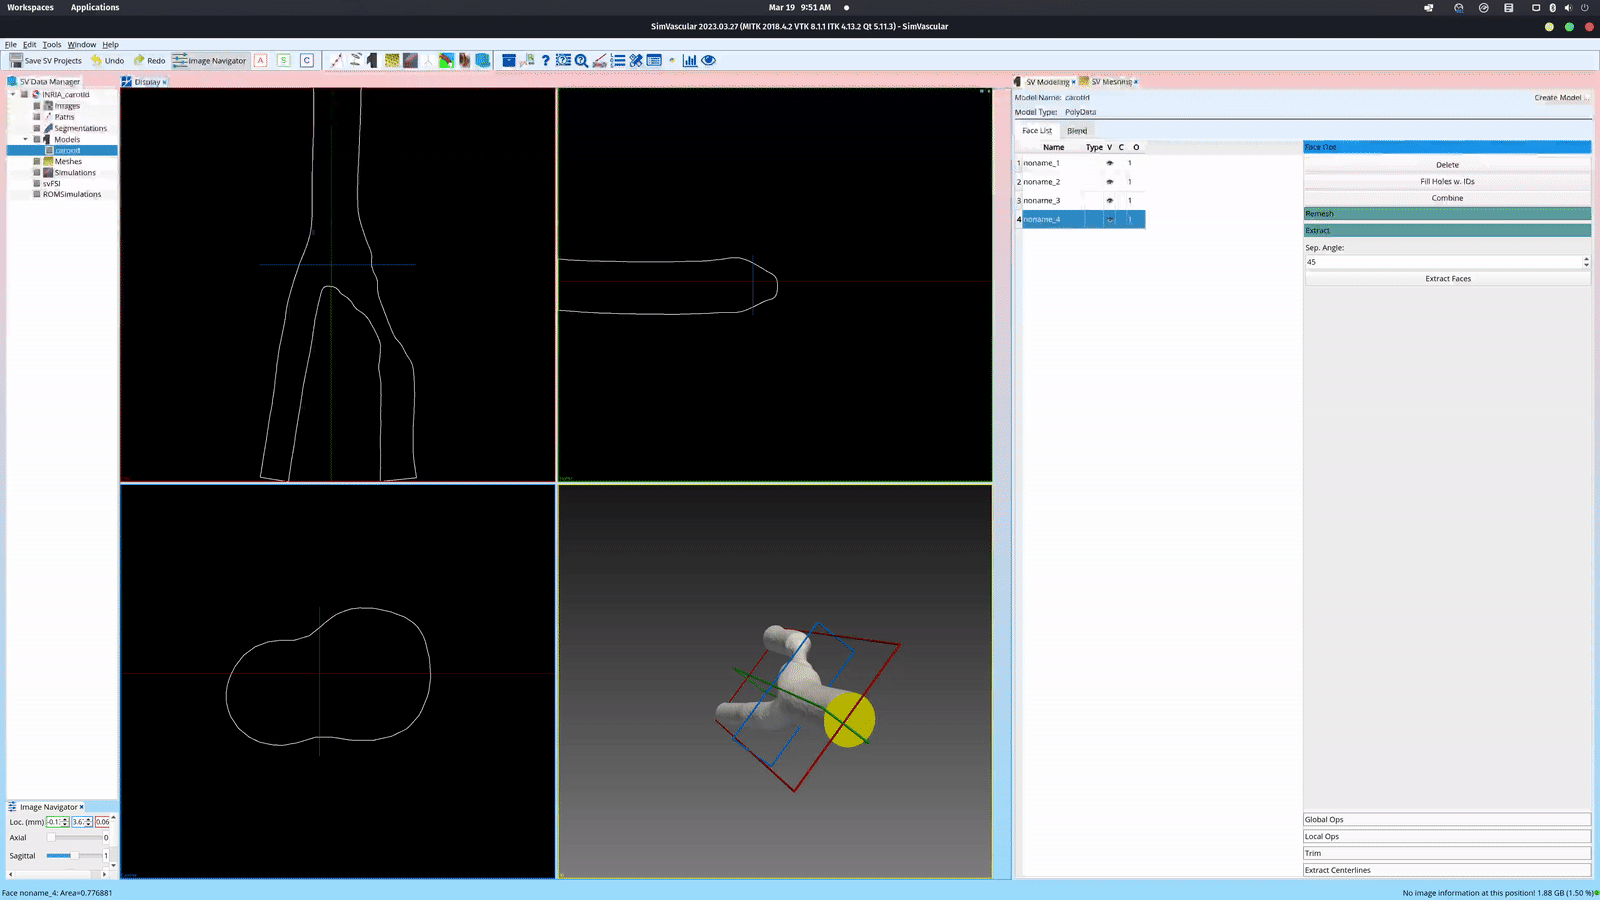 Workspaces Applications Mar 19 9:51 AM
SimVascular 2023.03.27 (MITK 2018.4.2 VTK 8.1.1 ITK 4.13.2 Qt 5.11.3) - SimVascular
File Edit Tools Window Help
Save SV Projects Undo Redo Image Navigator A S C
SV Data Manager
INRIA_carotid
Images
Paths
Segmentations
Models
carotid
Meshes
Simulations
svFSI
ROMSimulations
Display
SV Modeling SV Meshing
Model Name: carotid
Create Model ...
Model Type: PolyData
Face List Blend
Name Type V C O
1 noname_1 1
2 noname_2 1
3 noname_3 1
4 noname_4 1
Face Ops
Delete
Fill Holes w. IDs
Combine
Remesh
Extract
Sep. Angle:
45
Extract Faces
Global Ops
Local Ops
Trim
Extract Centerlines
Image Navigator
Loc. (mm) 3.6 0.06
Axial 0
Sagittal 1
Face noname_4: Area=0.776881
No image information at this position! 1.88 GB (1.50 %)